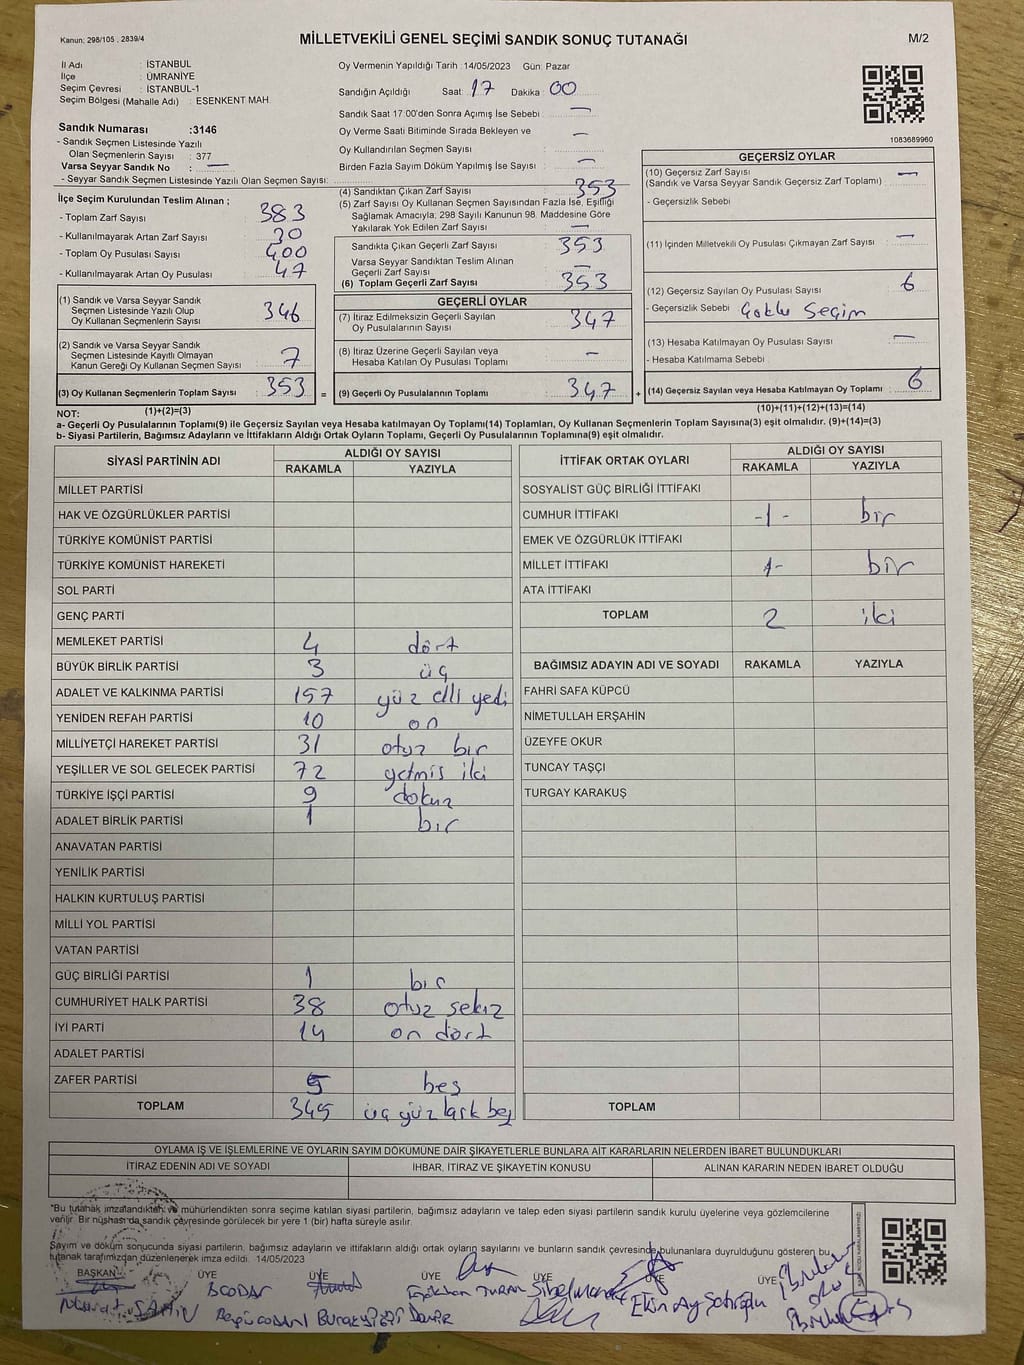 Kanun: 298/105 , 2839/4
MİLLETVEKİLİ GENEL SEÇİMİ SANDIK SONUÇ TUTANAĞI
M/2
İl Adı : İSTANBUL
İlçe : ÜMRANİYE
Seçim Çevresi : İSTANBUL-1
Seçim Bölgesi (Mahalle Adı) : ESENKENT MAH.
Sandık Numarası :3146
- Sandık Seçmen Listesinde Yazılı
Olan Seçmenlerin Sayısı : 377
Varsa Seyyar Sandık No : —
- Seyyar Sandık Seçmen Listesinde Yazılı Olan Seçmen Sayısı:
Oy Vermenin Yapıldığı Tarih : 14/05/2023 Gün: Pazar
Sandığın Açıldığı Saat 17 Dakika : 00
Sandık Saat 17:00'den Sonra Açımış İse Sebebi : —
Oy Verme Saati Bitiminde Sırada Bekleyen ve —
Oy Kullandırılan Seçmen Sayısı :
Birden Fazla Sayım Döküm Yapılmış İse Sayısı : —
1083689960
İlçe Seçim Kurulundan Teslim Alınan ;
- Toplam Zarf Sayısı : 383
- Kullanılmayarak Artan Zarf Sayısı : 30
- Toplam Oy Pusulası Sayısı : 400
- Kullanılmayarak Artan Oy Pusulası : 47
(4) Sandıktan Çıkan Zarf Sayısı : 353
(5) Zarf Sayısı Oy Kullanan Seçmen Sayısından Fazla İse, Eşitliği
Sağlamak Amacıyla, 298 Sayılı Kanunun 98. Maddesine Göre
Yakılarak Yok Edilen Zarf Sayısı : —
Sandıkta Çıkan Geçerli Zarf Sayısı : 353
Varsa Seyyar Sandıktan Teslim Alınan
Geçerli Zarf Sayısı : —
(6) Toplam Geçerli Zarf Sayısı : 353
GEÇERSİZ OYLAR
(10) Geçersiz Zarf Sayısı : —
(Sandık ve Varsa Seyyar Sandık Geçersiz Zarf Toplamı)
- Geçersizlik Sebebi
(11) İçinden Milletvekili Oy Pusulası Çıkmayan Zarf Sayısı : —
(12) Geçersiz Sayılan Oy Pusulası Sayısı : 6
- Geçersizlik Sebebi Çoklu Seçim
(13) Hesaba Katılmayan Oy Pusulası Sayısı : —
- Hesaba Katılmama Sebebi
(14) Geçersiz Sayılan veya Hesaba Katılmayan Oy Toplamı : 6
(10)+(11)+(12)+(13)=(14)
(1) Sandık ve Varsa Seyyar Sandık
Seçmen Listesinde Yazılı Olup
Oy Kullanan Seçmenlerin Sayısı : 346
(2) Sandık ve Varsa Seyyar Sandık
Seçmen Listesinde Kayıtlı Olmayan
Kanun Gereği Oy Kullanan Seçmen Sayısı : 7
(3) Oy Kullanan Seçmenlerin Toplam Sayısı : 353 =
GEÇERLİ OYLAR
(7) İtiraz Edilmeksizin Geçerli Sayılan
Oy Pusulalarının Sayısı : 347
(8) İtiraz Üzerine Geçerli Sayılan veya
Hesaba Katılan Oy Pusulası Toplamı : —
(9) Geçerli Oy Pusulalarının Toplamı : 347 +
NOT: (1)+(2)=(3)
a- Geçerli Oy Pusulalarının Toplamı(9) ile Geçersiz Sayılan veya Hesaba katılmayan Oy Toplamı(14) Toplamları, Oy Kullanan Seçmenlerin Toplam Sayısına(3) eşit olmalıdır. (9)+(14)=(3)
b- Siyasi Partilerin, Bağımsız Adayların ve İttifakların Aldığı Ortak Oyların Toplamı, Geçerli Oy Pusulalarının Toplamına(9) eşit olmalıdır.
SİYASİ PARTİNİN ADI ALDIĞI OY SAYISI
RAKAMLA YAZIYLA
MİLLET PARTİSİ
HAK VE ÖZGÜRLÜKLER PARTİSİ
TÜRKİYE KOMÜNİST PARTİSİ
TÜRKİYE KOMÜNİST HAREKETİ
SOL PARTİ
GENÇ PARTİ
MEMLEKET PARTİSİ 4 dört
BÜYÜK BİRLİK PARTİSİ 3 üç
ADALET VE KALKINMA PARTİSİ 157 yüz elli yedi
YENİDEN REFAH PARTİSİ 10 on
MİLLİYETÇİ HAREKET PARTİSİ 31 otuz bir
YEŞİLLER VE SOL GELECEK PARTİSİ 72 yetmiş iki
TÜRKİYE İŞÇİ PARTİSİ 9 dokuz
ADALET BİRLİK PARTİSİ 1 bir
ANAVATAN PARTİSİ
YENİLİK PARTİSİ
HALKIN KURTULUŞ PARTİSİ
MİLLİ YOL PARTİSİ
VATAN PARTİSİ
GÜÇ BİRLİĞİ PARTİSİ 1 bir
CUMHURİYET HALK PARTİSİ 38 otuz sekiz
İYİ PARTİ 14 on dört
ADALET PARTİSİ
ZAFER PARTİSİ 5 beş
TOPLAM 345 üç yüz kırk beş
İTTİFAK ORTAK OYLARI ALDIĞI OY SAYISI
RAKAMLA YAZIYLA
SOSYALİST GÜÇ BİRLİĞİ İTTİFAKI
CUMHUR İTTİFAKI -1- bir
EMEK VE ÖZGÜRLÜK İTTİFAKI
MİLLET İTTİFAKI 1- bir
ATA İTTİFAKI
TOPLAM 2 iki
BAĞIMSIZ ADAYIN ADI VE SOYADI RAKAMLA YAZIYLA
FAHRİ SAFA KÜPCÜ
NİMETULLAH ERŞAHİN
ÜZEYFE OKUR
TUNCAY TAŞÇI
TURGAY KARAKUŞ
TOPLAM
OYLAMA İŞ VE İŞLEMLERİNE VE OYLARIN SAYIM DÖKÜMÜNE DAİR ŞİKAYETLERLE BUNLARA AİT KARARLARIN NELERDEN İBARET BULUNDUKLARI
İTİRAZ EDENİN ADI VE SOYADI İHBAR, İTİRAZ VE ŞİKAYETİN KONUSU ALINAN KARARIN NEDEN İBARET OLDUĞU
*Bu tutanak imzalandıktan ve mühürlendikten sonra seçime katılan siyasi partilerin, bağımsız adayların ve talep eden siyasi partilerin sandık kurulu üyelerine veya gözlemcilerine
verilir. Bir nüshası da sandık çevresinde görülecek bir yere 1 (bir) hafta süreyle asılır.
Sayım ve döküm sonucunda siyasi partilerin, bağımsız adayların ve ittifakların aldığı ortak oyların sayılarını ve bunların sandık çevresinde bulunanlara duyrulduğunu gösteren bu
tutanak tarafımızdan düzenlenerek imza edildi. 14/05/2023
BAŞKAN ÜYE ÜYE ÜYE ÜYE ÜYE ÜYE
Murat ŞAHİN Gökhan TURAN Sibel